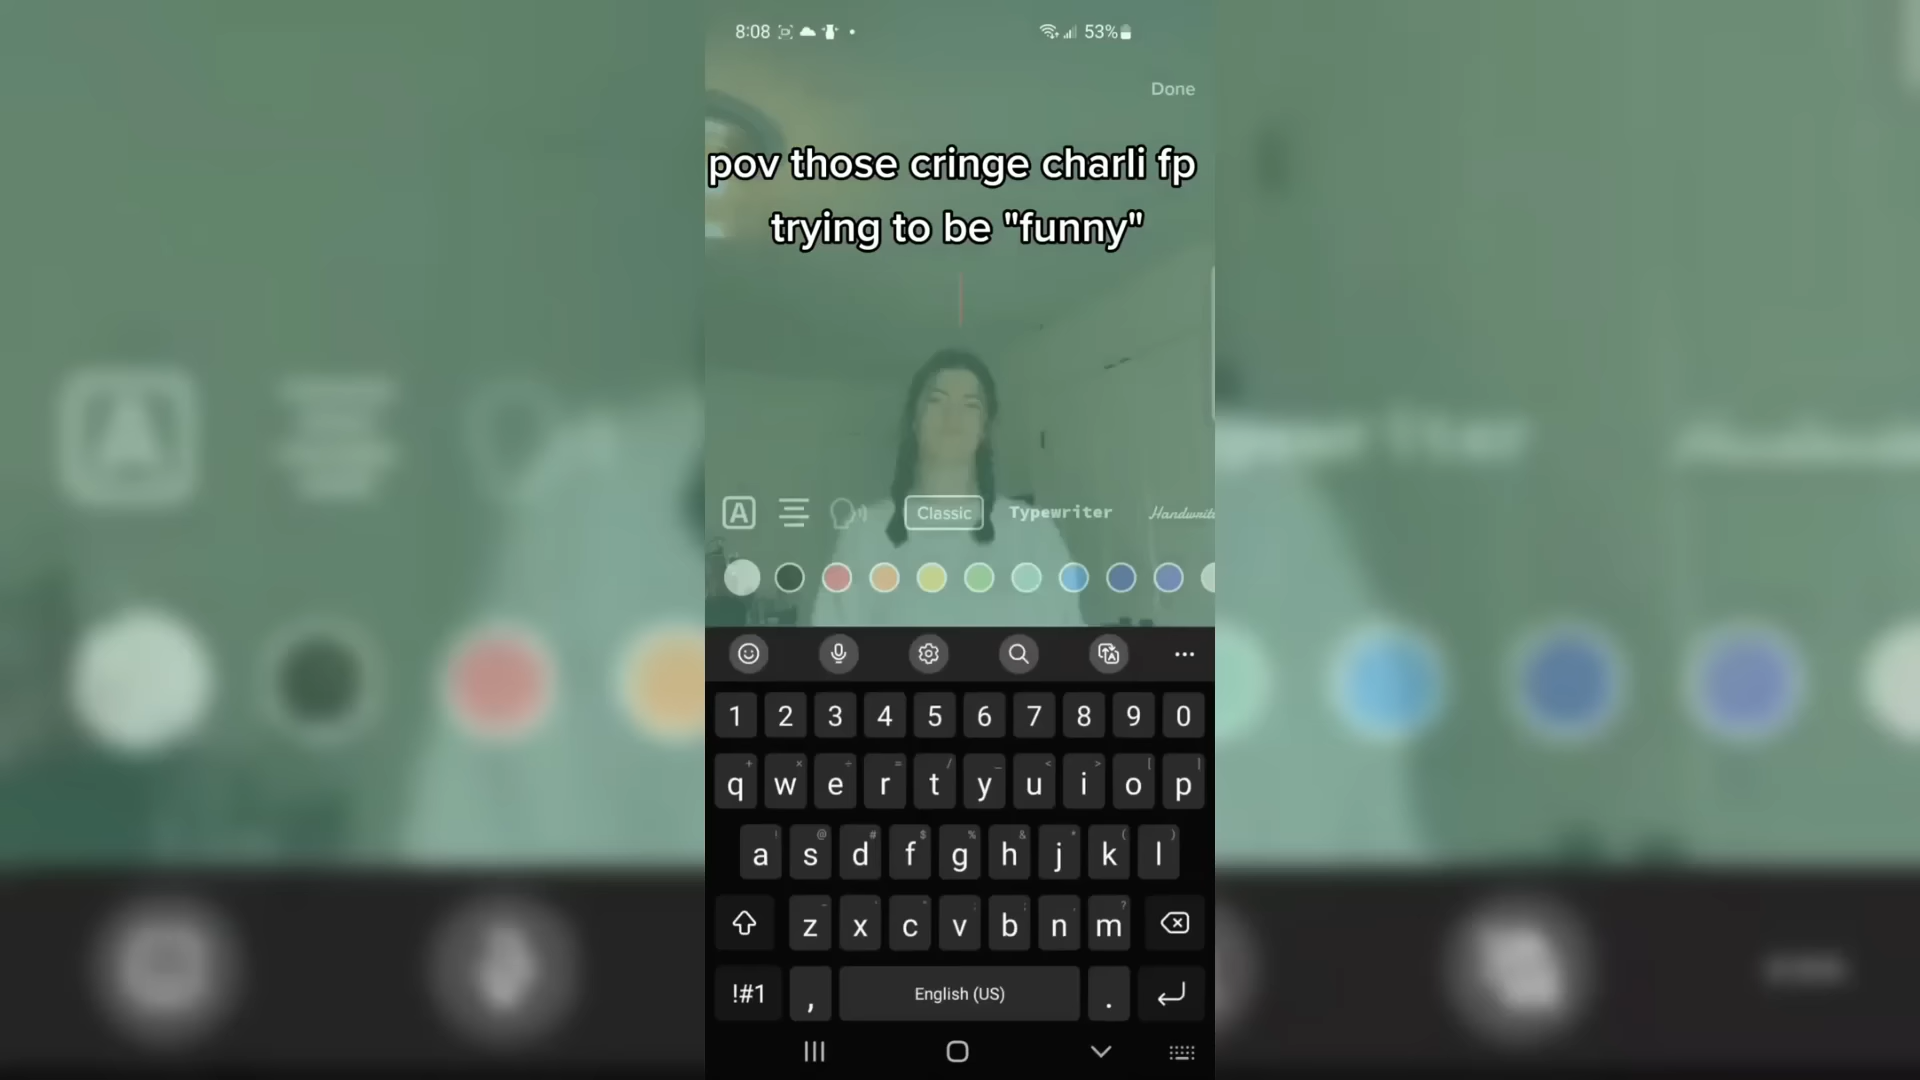 8:08
53%
Done
pov those cringe charli fp
trying to be "funny"
A
Classic Typewriter Handwrit
1 2 3 4 5 6 7 8 9 0
q w e r t y u i o p
a s d f g h j k l
z x c v b n m
!#1 , English (US) .